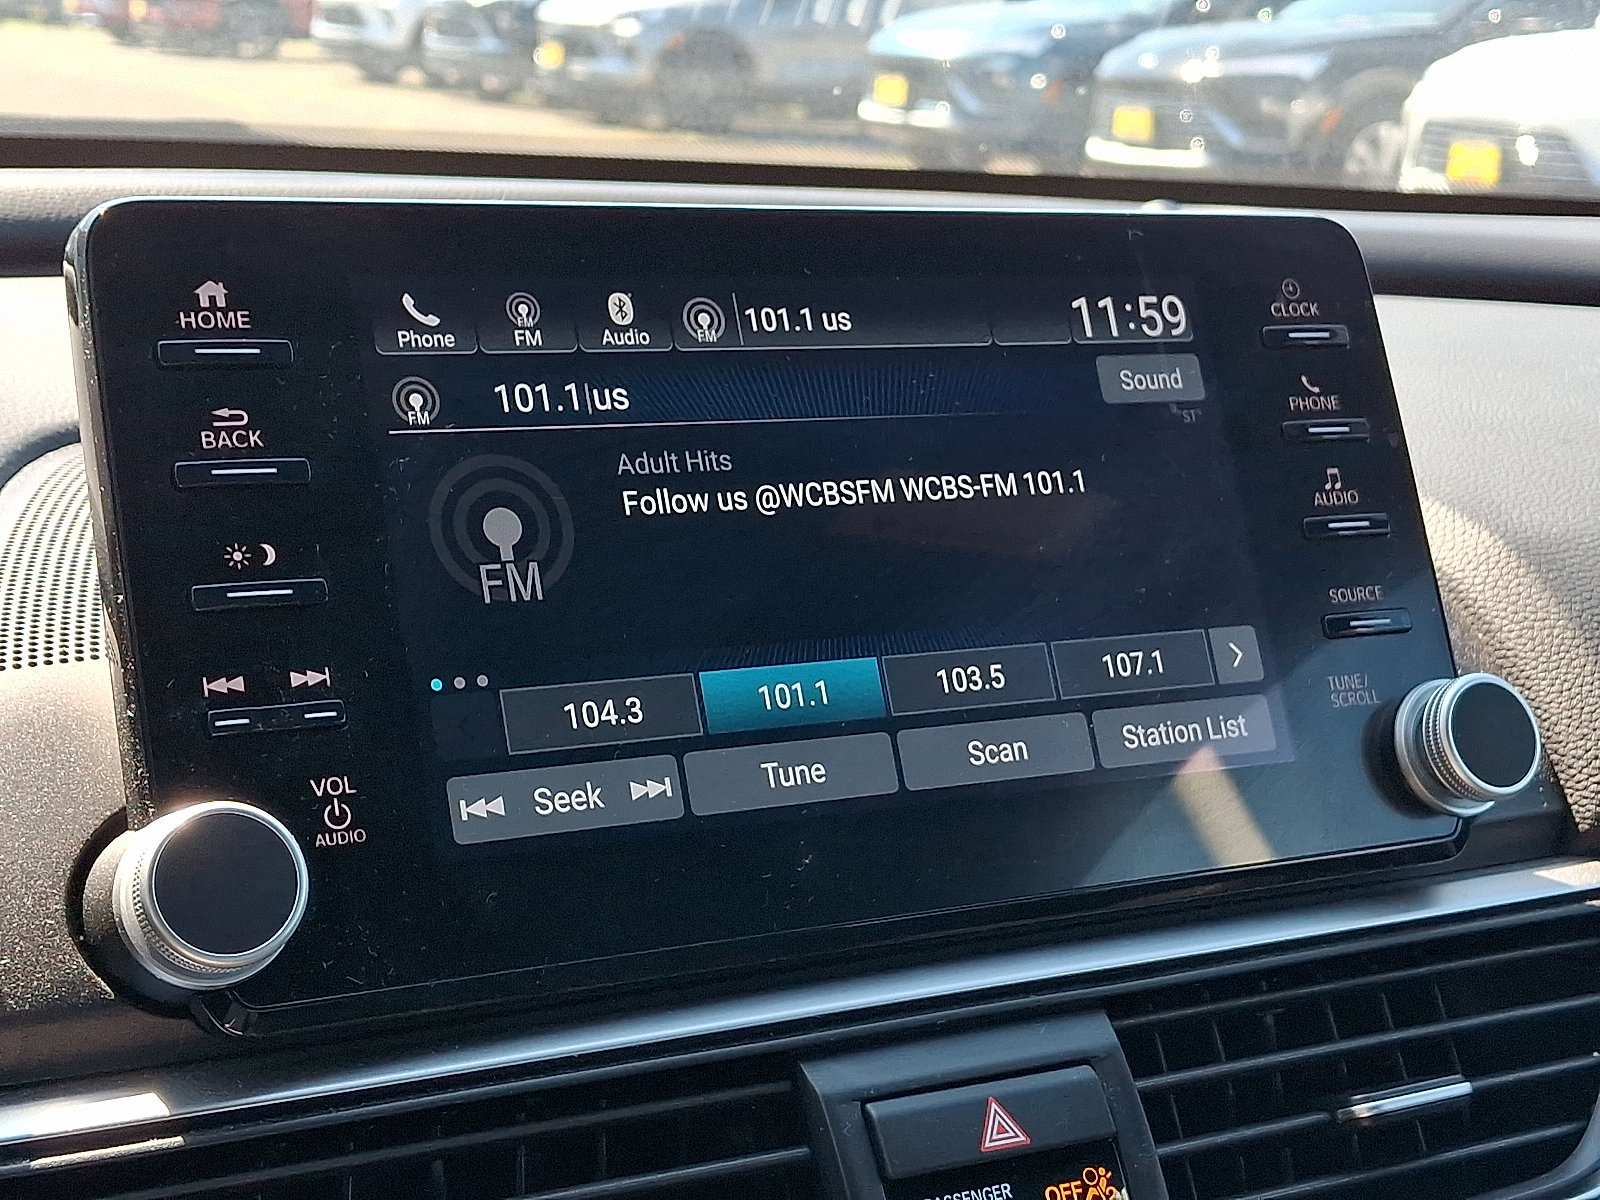 HOME
BACK
VOL
AUDIO
Phone
FM
FM
Audio
FM
101.1 us
11:59
FM
101.1|us
Sound
ST
Adult Hits
Follow us @WCBSFM WCBS-FM 101.1
FM
104.3
101.1
103.5
107.1
Seek
Tune
Scan
Station List
CLOCK
PHONE
AUDIO
SOURCE
TUNE/
SCROLL
PASSENGER
OFF